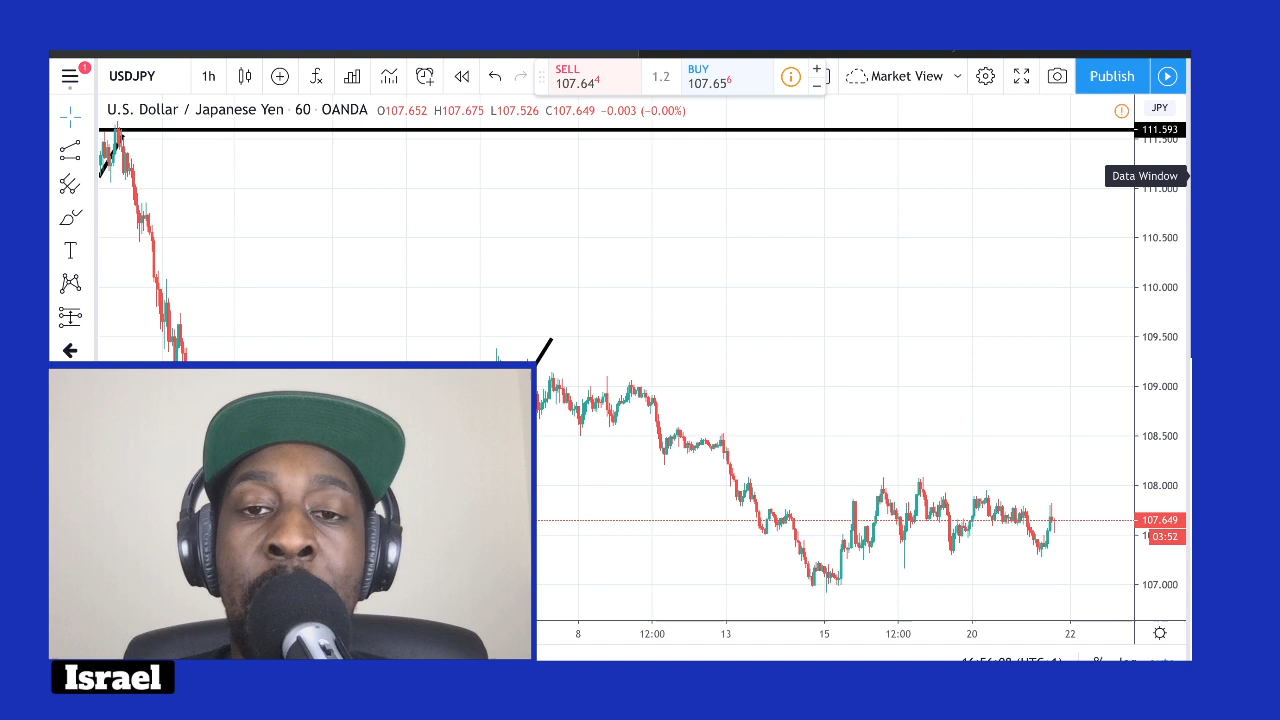 1
USDJPY
1h
SELL
107.64⁴
1.2
BUY
107.65⁶
+
−
Market View
Publish
U.S. Dollar / Japanese Yen · 60 · OANDA O107.652 H107.675 L107.526 C107.649 −0.003 (−0.00%)
JPY
111.593
Data Window
111.000
110.500
110.000
109.500
109.000
108.500
108.000
107.649
03:52
107.000
8
12:00
13
15
12:00
20
22
Israel